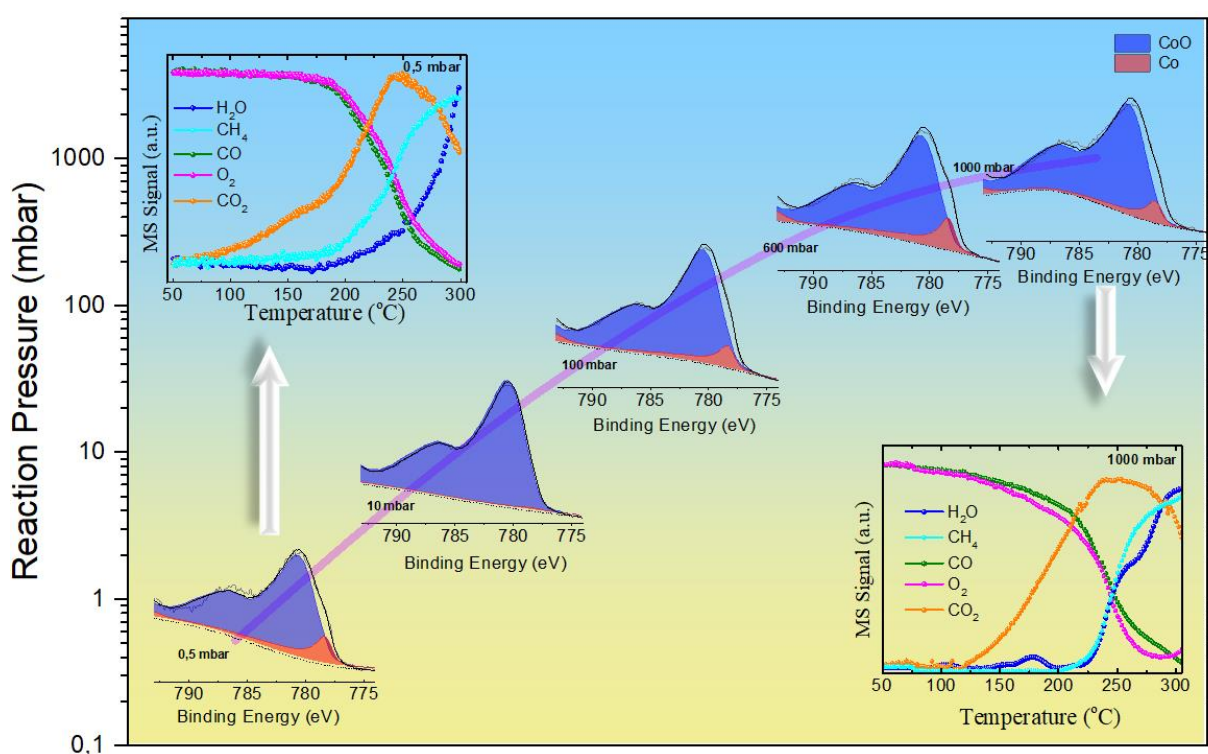 Reaction Pressure (mbar)
1000
100
10
1
0,1
CoO
Co
0,5 mbar
H₂O
CH₄
CO
O₂
CO₂
MS Signal (a.u.)
50 100 150 200 250 300
Temperature (°C)
1000 mbar
790 785 780 775
Binding Energy (eV)
600 mbar
790 785 780 775
Binding Energy (eV)
100 mbar
790 785 780 775
Binding Energy (eV)
10 mbar
790 785 780 775
Binding Energy (eV)
0,5 mbar
790 785 780 775
Binding Energy (eV)
1000 mbar
H₂O
CH₄
CO
O₂
CO₂
MS Signal (a.u.)
50 100 150 200 250 300
Temperature (°C)